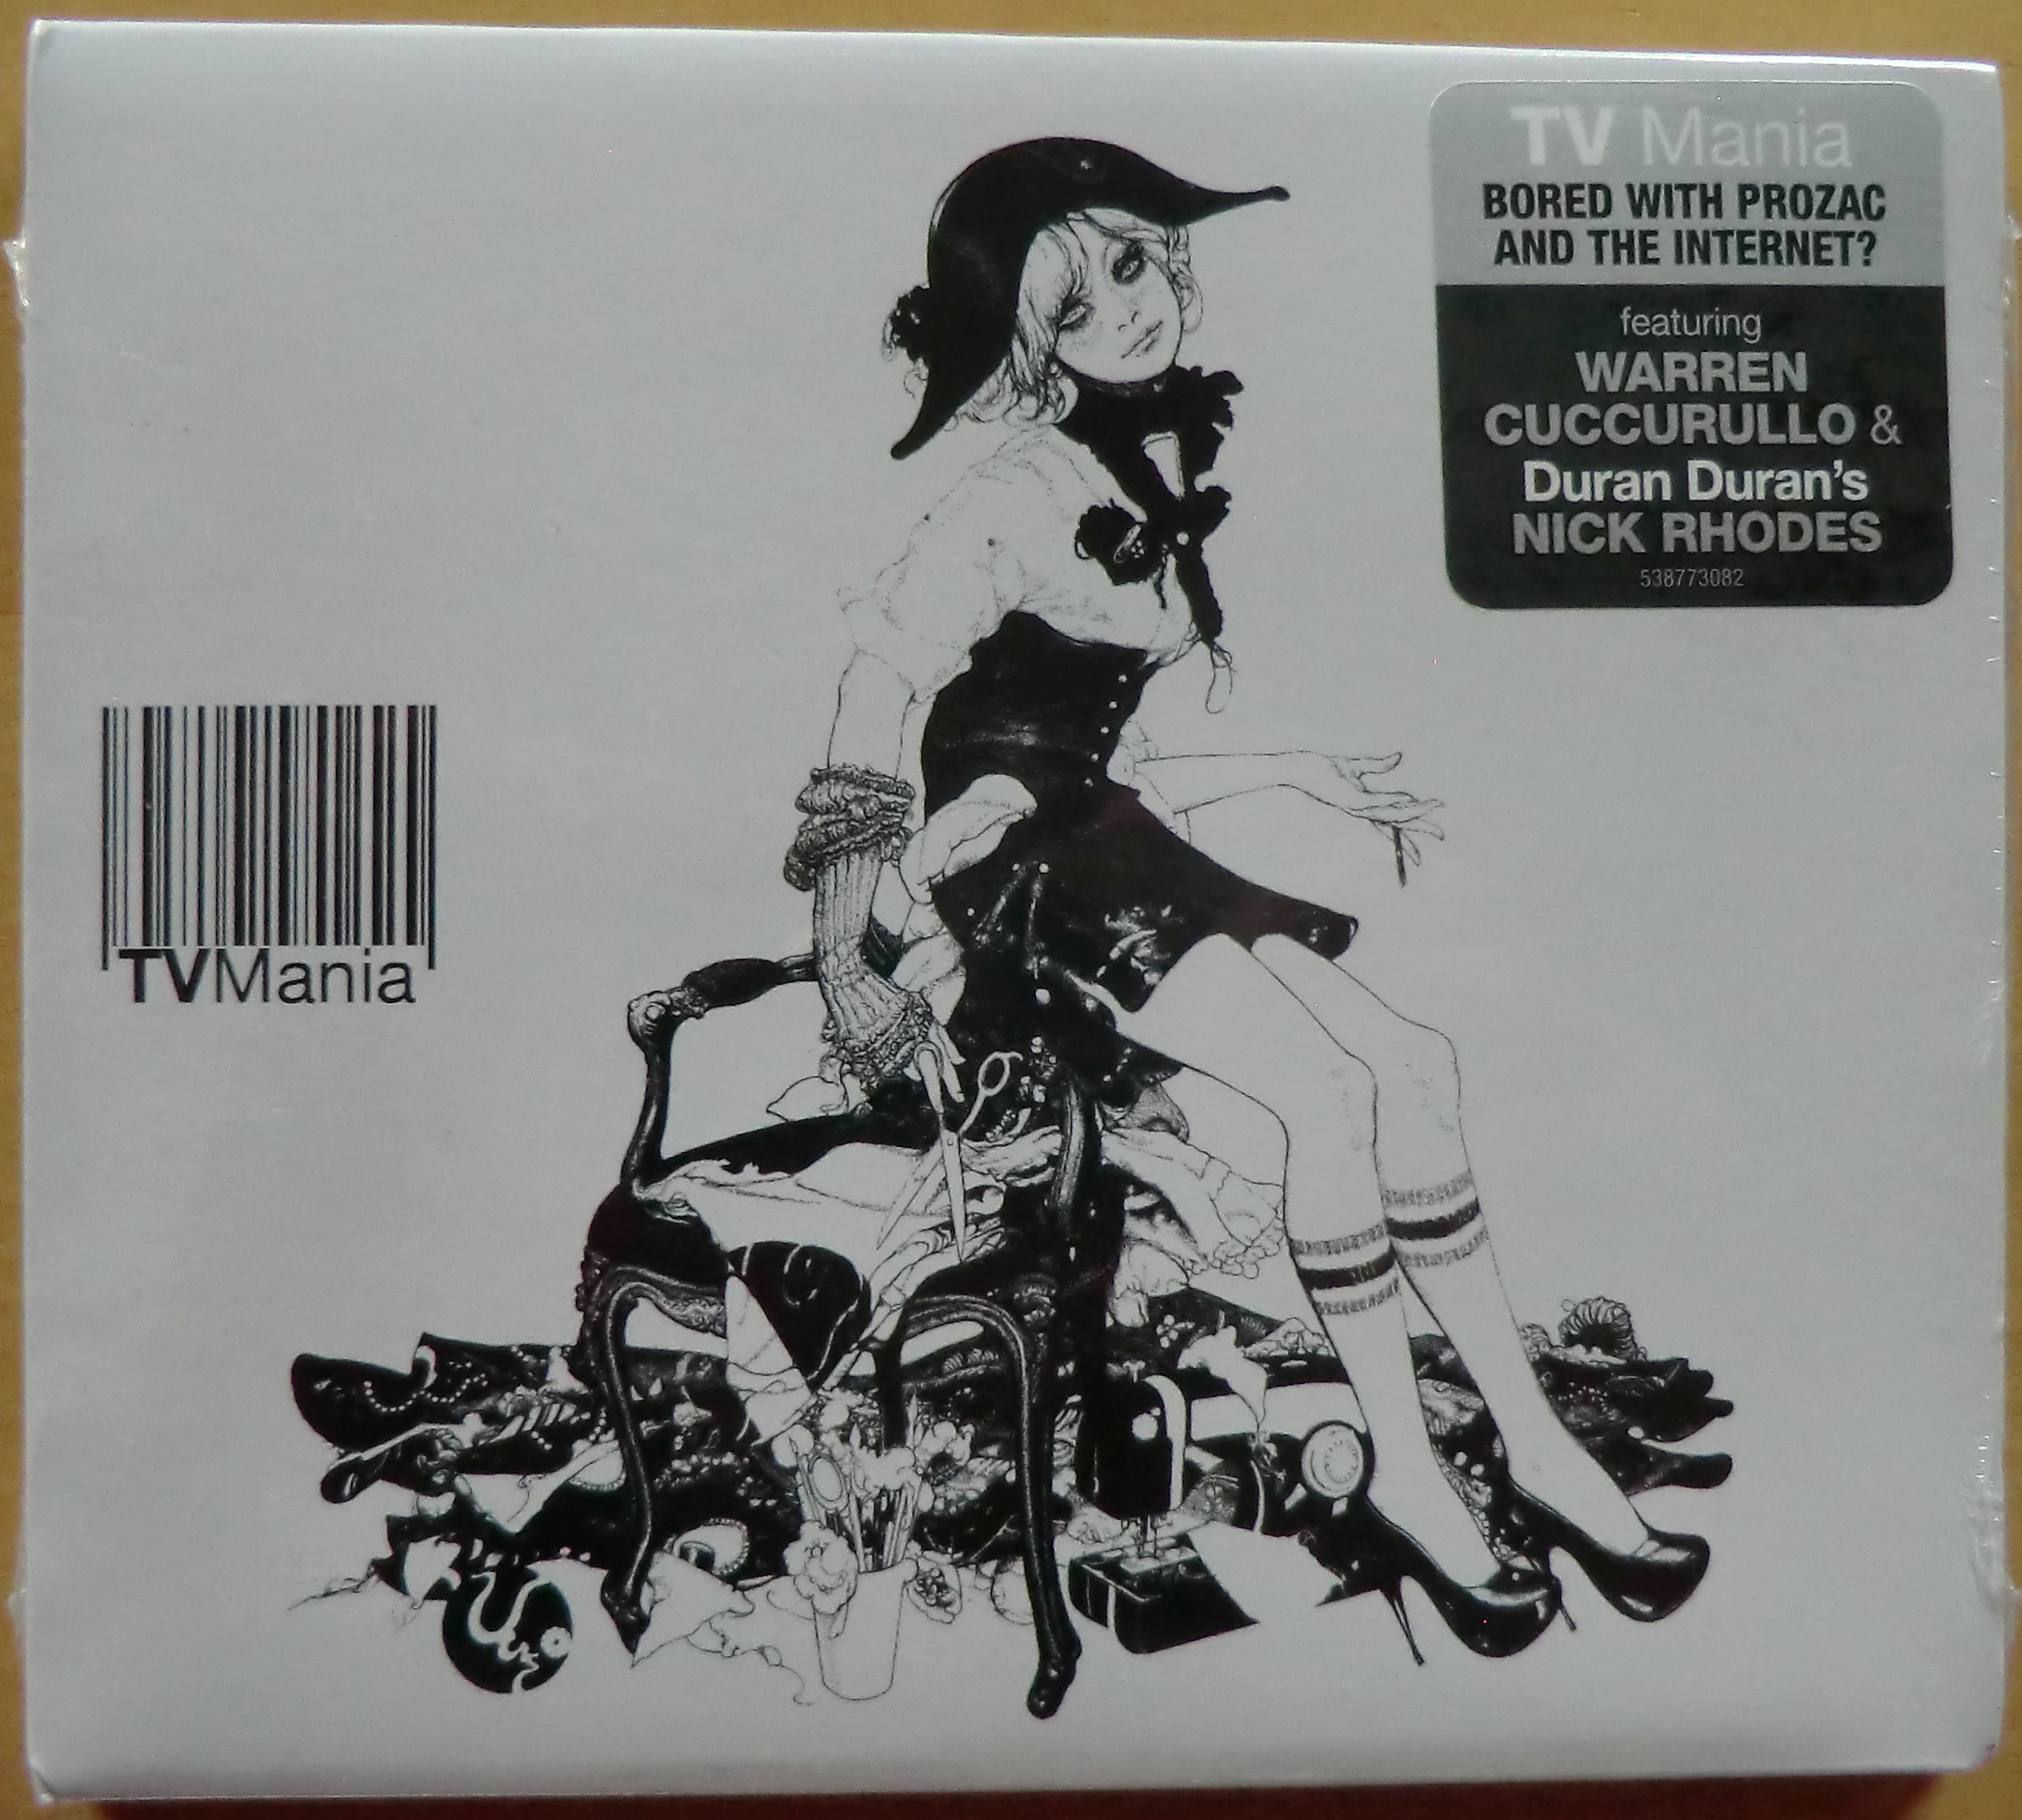 TV Mania
BORED WITH PROZAC
AND THE INTERNET?
featuring
WARREN
CUCCURULLO &
Duran Duran's
NICK RHODES
538773082
TVMania